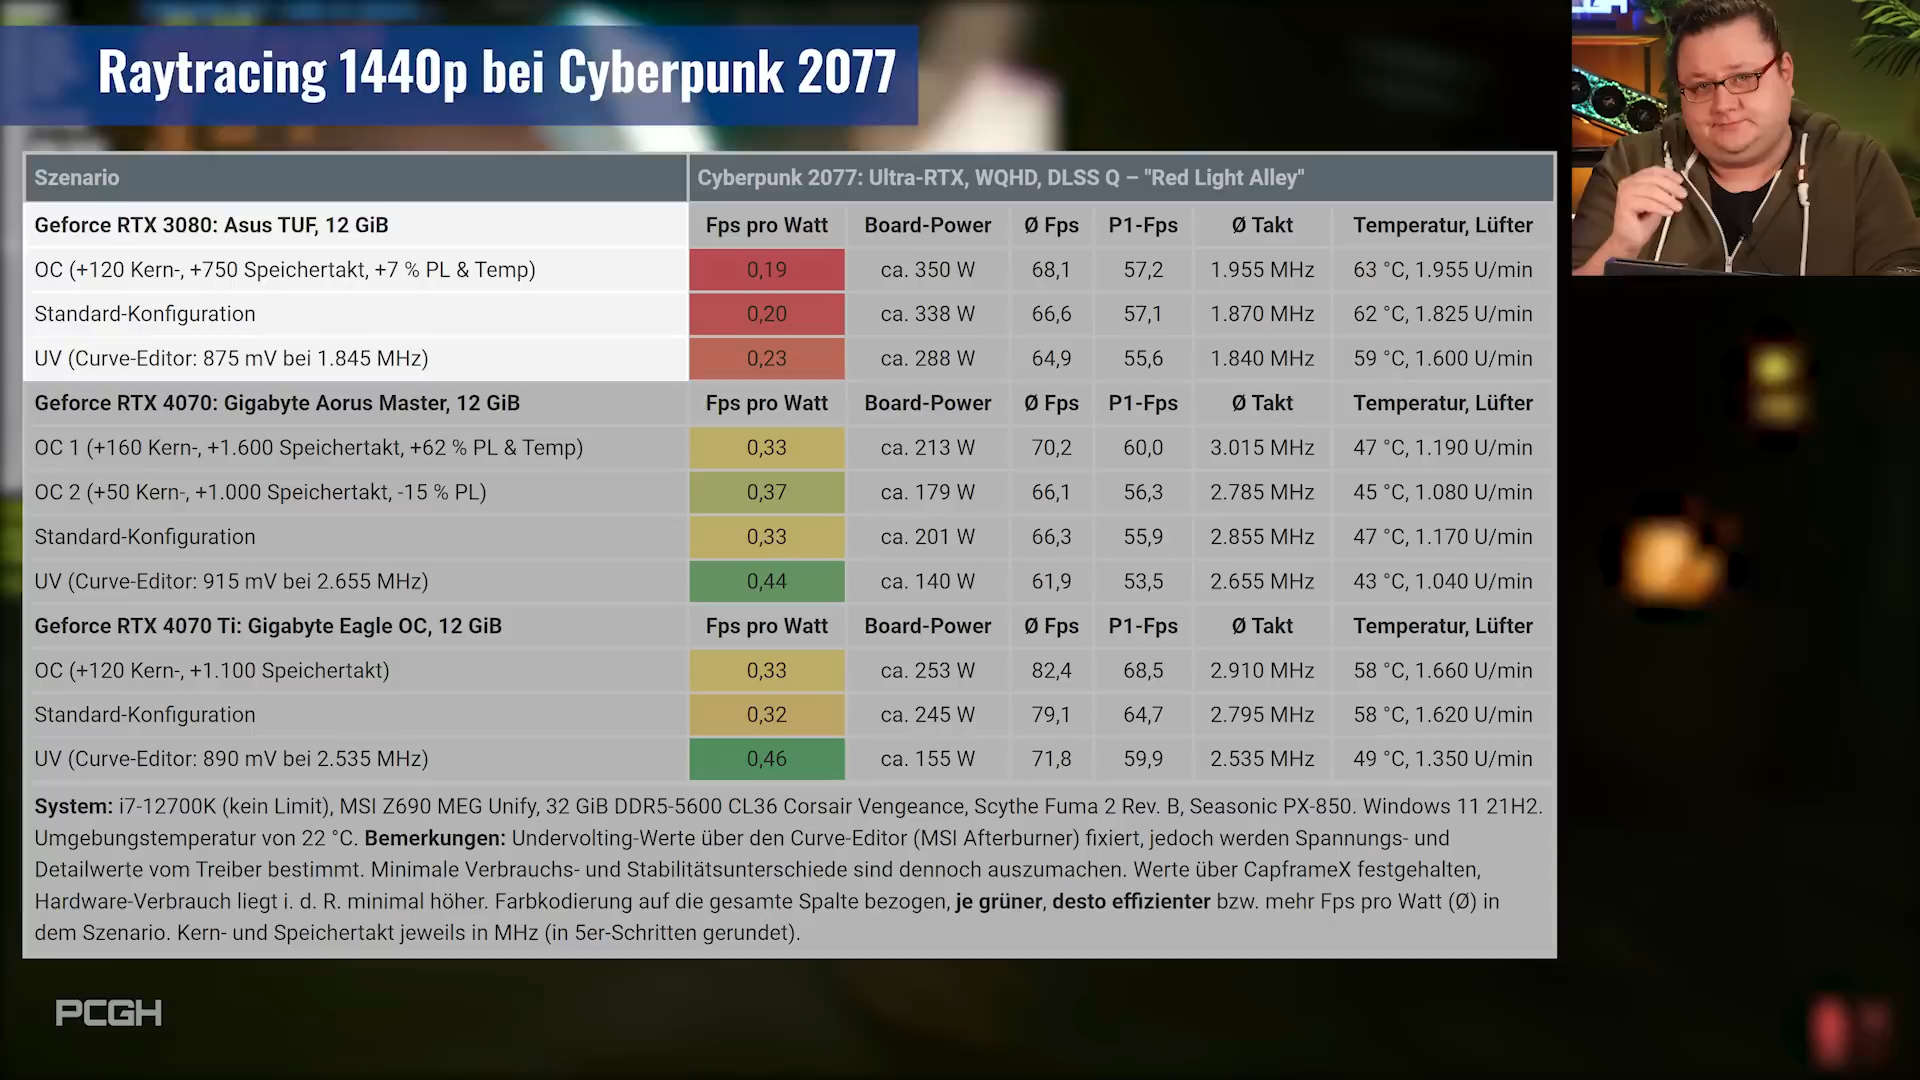 Raytracing 1440p bei Cyberpunk 2077
Szenario Cyberpunk 2077: Ultra-RTX, WQHD, DLSS Q – "Red Light Alley"
Geforce RTX 3080: Asus TUF, 12 GiB Fps pro Watt Board-Power Ø Fps P1-Fps Ø Takt Temperatur, Lüfter
OC (+120 Kern-, +750 Speichertakt, +7 % PL & Temp) 0,19 ca. 350 W 68,1 57,2 1.955 MHz 63 °C, 1.955 U/min
Standard-Konfiguration 0,20 ca. 338 W 66,6 57,1 1.870 MHz 62 °C, 1.825 U/min
UV (Curve-Editor: 875 mV bei 1.845 MHz) 0,23 ca. 288 W 64,9 55,6 1.840 MHz 59 °C, 1.600 U/min
Geforce RTX 4070: Gigabyte Aorus Master, 12 GiB Fps pro Watt Board-Power Ø Fps P1-Fps Ø Takt Temperatur, Lüfter
OC 1 (+160 Kern-, +1.600 Speichertakt, +62 % PL & Temp) 0,33 ca. 213 W 70,2 60,0 3.015 MHz 47 °C, 1.190 U/min
OC 2 (+50 Kern-, +1.000 Speichertakt, -15 % PL) 0,37 ca. 179 W 66,1 56,3 2.785 MHz 45 °C, 1.080 U/min
Standard-Konfiguration 0,33 ca. 201 W 66,3 55,9 2.855 MHz 47 °C, 1.170 U/min
UV (Curve-Editor: 915 mV bei 2.655 MHz) 0,44 ca. 140 W 61,9 53,5 2.655 MHz 43 °C, 1.040 U/min
Geforce RTX 4070 Ti: Gigabyte Eagle OC, 12 GiB Fps pro Watt Board-Power Ø Fps P1-Fps Ø Takt Temperatur, Lüfter
OC (+120 Kern-, +1.100 Speichertakt) 0,33 ca. 253 W 82,4 68,5 2.910 MHz 58 °C, 1.660 U/min
Standard-Konfiguration 0,32 ca. 245 W 79,1 64,7 2.795 MHz 58 °C, 1.620 U/min
UV (Curve-Editor: 890 mV bei 2.535 MHz) 0,46 ca. 155 W 71,8 59,9 2.535 MHz 49 °C, 1.350 U/min
System: i7-12700K (kein Limit), MSI Z690 MEG Unify, 32 GiB DDR5-5600 CL36 Corsair Vengeance, Scythe Fuma 2 Rev. B, Seasonic PX-850. Windows 11 21H2.
Umgebungstemperatur von 22 °C. Bemerkungen: Undervolting-Werte über den Curve-Editor (MSI Afterburner) fixiert, jedoch werden Spannungs- und
Detailwerte vom Treiber bestimmt. Minimale Verbrauchs- und Stabilitätsunterschiede sind dennoch auszumachen. Werte über CapframeX festgehalten,
Hardware-Verbrauch liegt i. d. R. minimal höher. Farbkodierung auf die gesamte Spalte bezogen, je grüner, desto effizienter bzw. mehr Fps pro Watt (Ø) in
dem Szenario. Kern- und Speichertakt jeweils in MHz (in 5er-Schritten gerundet).
PCGH